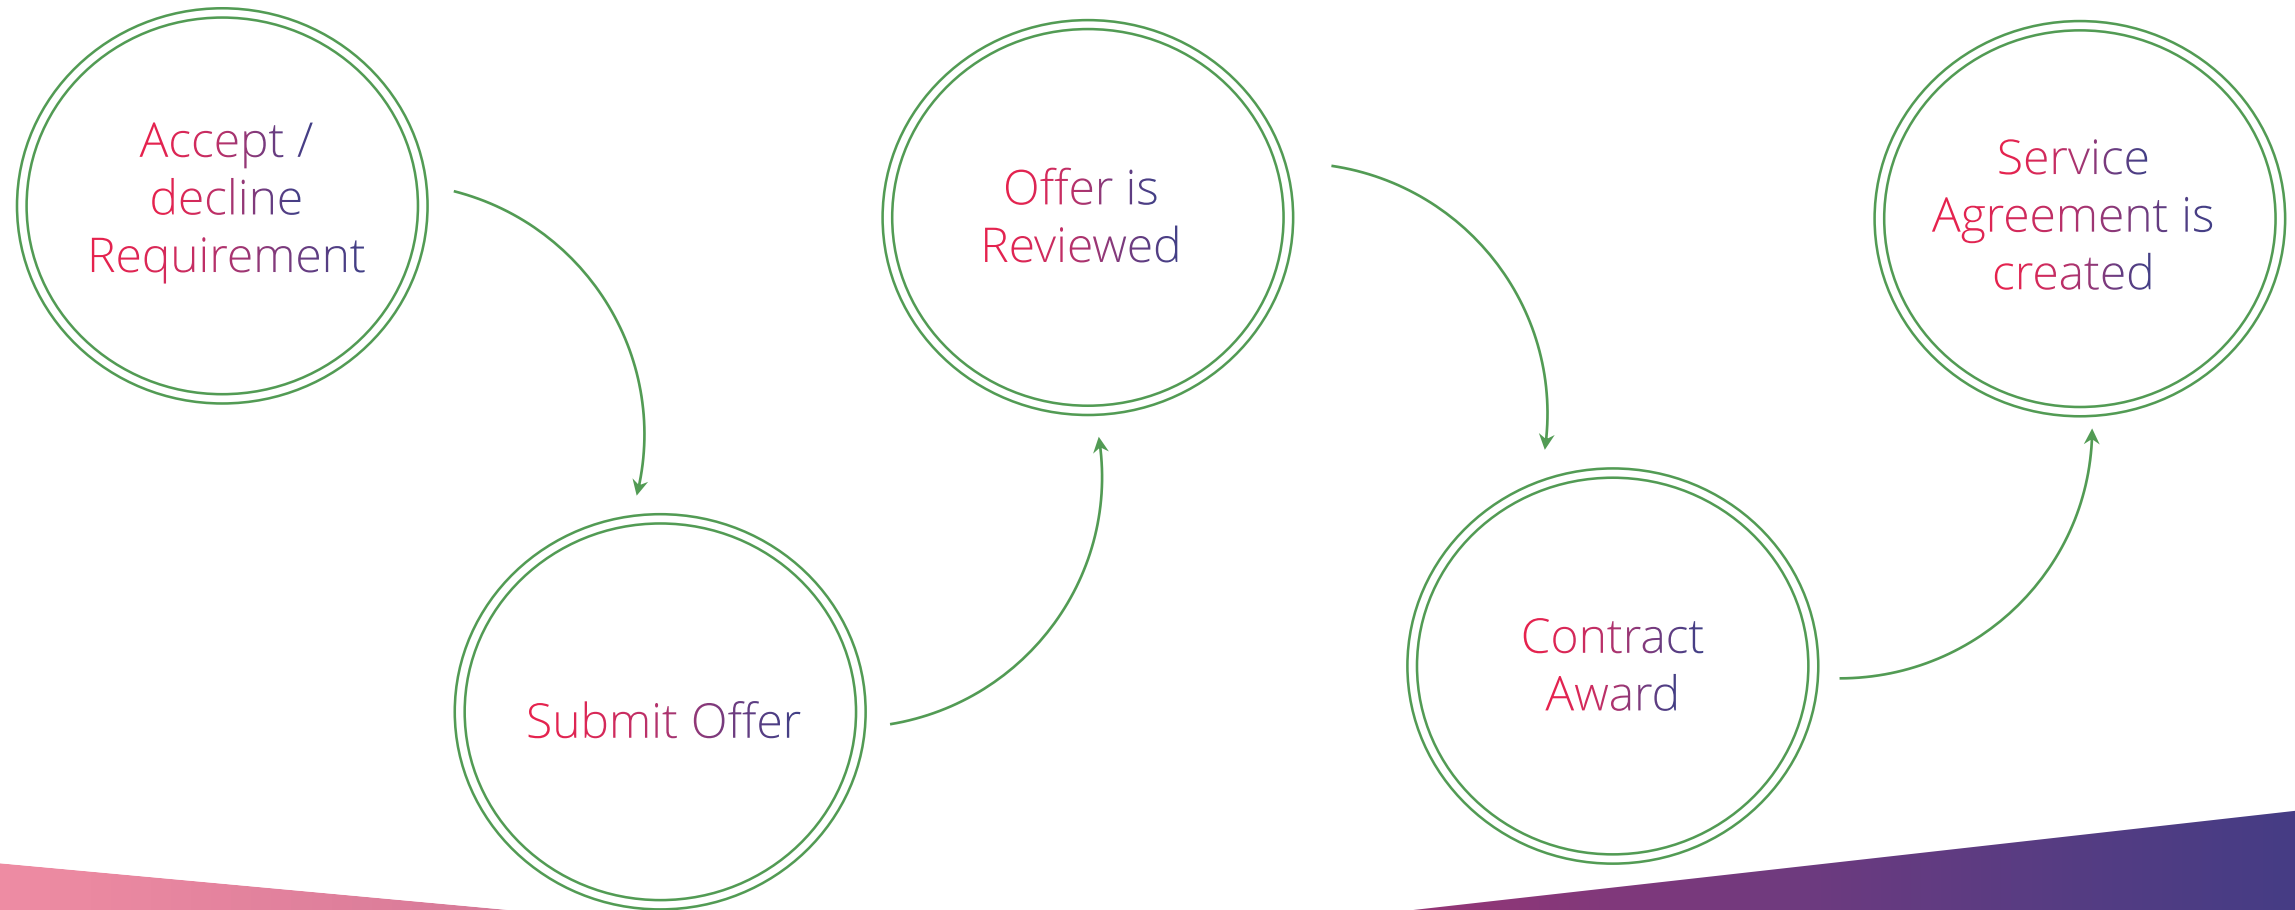 Accept /
decline
Requirement
Submit Offer
Offer is
Reviewed
Contract
Award
Service
Agreement is
created